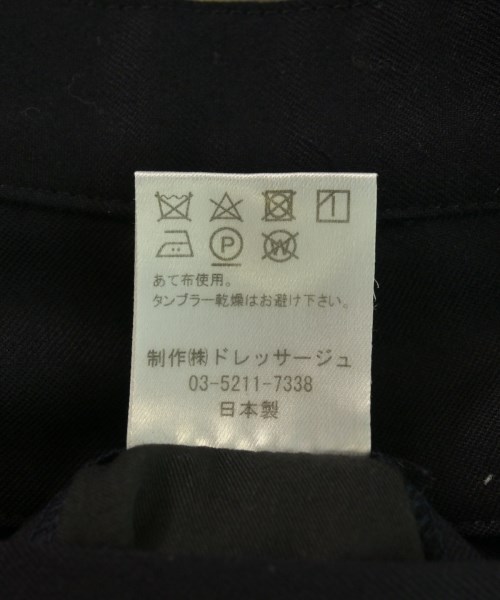 P W
あて布使用。
タンブラー乾燥はお避け下さい。
制作㈱ドレッサージュ
03-5211-7338
日本製